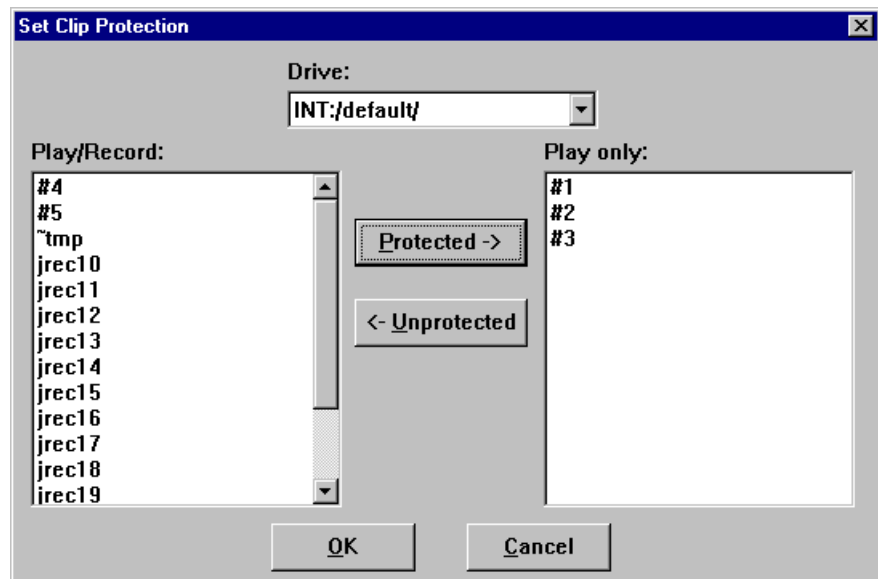 Set Clip Protection
Drive:
INT:/default/
Play/Record:
#4
#5
~tmp
jrec10
jrec11
jrec12
jrec13
jrec14
jrec15
jrec16
jrec17
jrec18
jrec19
Protected ->
<- Unprotected
Play only:
#1
#2
#3
OK
Cancel